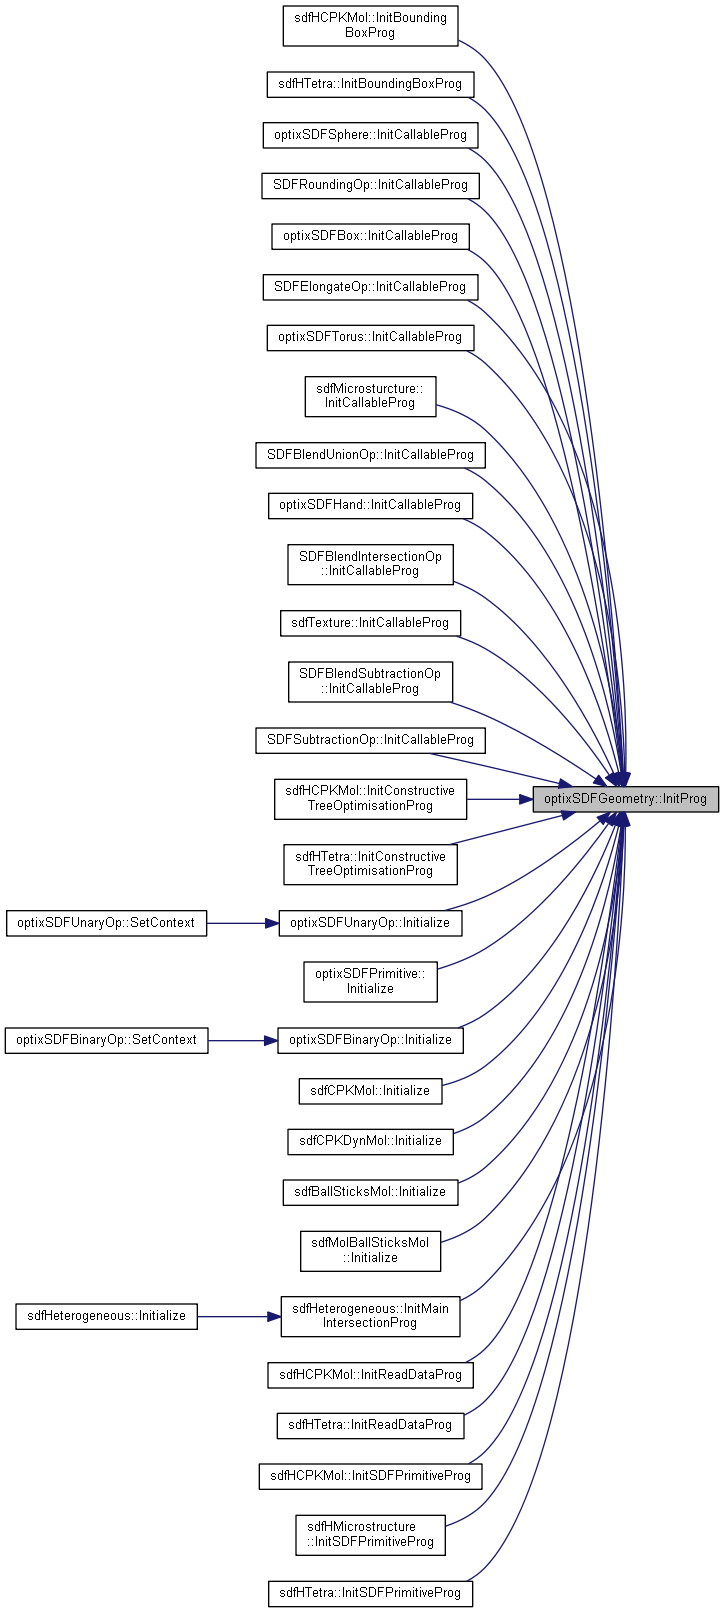 sdfHCPKMol::InitBounding
BoxProg
sdfHTetra::InitBoundingBoxProg
optixSDFSphere::InitCallableProg
SDFRoundingOp::InitCallableProg
optixSDFBox::InitCallableProg
SDFElongateOp::InitCallableProg
optixSDFTorus::InitCallableProg
sdfMicrosturcture::
InitCallableProg
SDFBlendUnionOp::InitCallableProg
optixSDFHand::InitCallableProg
SDFBlendIntersectionOp
::InitCallableProg
sdfTexture::InitCallableProg
SDFBlendSubtractionOp
::InitCallableProg
SDFSubtractionOp::InitCallableProg
sdfHCPKMol::InitConstructive
TreeOptimisationProg
optixSDFGeometry::InitProg
sdfHTetra::InitConstructive
TreeOptimisationProg
optixSDFUnaryOp::SetContext
optixSDFUnaryOp::Initialize
optixSDFPrimitive::
Initialize
optixSDFBinaryOp::SetContext
optixSDFBinaryOp::Initialize
sdfCPKMol::Initialize
sdfCPKDynMol::Initialize
sdfBallSticksMol::Initialize
sdfMolBallSticksMol
::Initialize
sdfHeterogeneous::Initialize
sdfHeterogeneous::InitMain
IntersectionProg
sdfHCPKMol::InitReadDataProg
sdfHTetra::InitReadDataProg
sdfHCPKMol::InitSDFPrimitiveProg
sdfHMicrostructure
::InitSDFPrimitiveProg
sdfHTetra::InitSDFPrimitiveProg